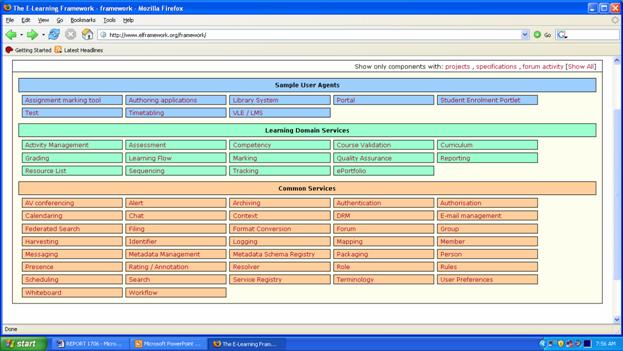 The E-Learning Framework - framework - Mozilla Firefox
File Edit View Go Bookmarks Tools Help
http://www.elframework.org/framework/ Go
Getting Started Latest Headlines
Show only components with: projects , specifications , forum activity [Show All]
Sample User Agents
Assignment marking tool Authoring applications Library System Portal Student Enrolment Portlet
Test Timetabling VLE / LMS
Learning Domain Services
Activity Management Assessment Competency Course Validation Curriculum
Grading Learning Flow Marking Quality Assurance Reporting
Resource List Sequencing Tracking ePortfolio
Common Services
AV conferencing Alert Archiving Authentication Authorisation
Calendaring Chat Context DRM E-mail management
Federated Search Filing Format Conversion Forum Group
Harvesting Identifier Logging Mapping Member
Messaging Metadata Management Metadata Schema Registry Packaging Person
Presence Rating / Annotation Resolver Role Rules
Scheduling Search Service Registry Terminology User Preferences
Whiteboard Workflow
Done
start REPORT 1706 - Micro... Microsoft PowerPoint ... The E-Learning Fram... 7:56 AM